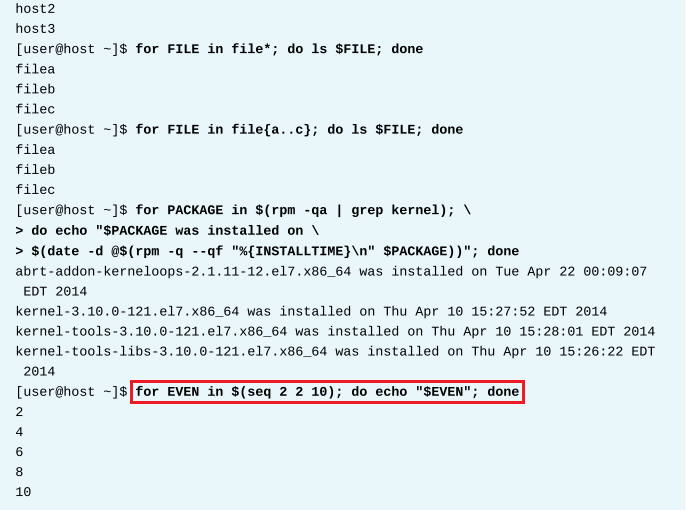 host2
host3
[user@host ~]$ for FILE in file*; do ls $FILE; done
filea
fileb
filec
[user@host ~]$ for FILE in file{a..c}; do ls $FILE; done
filea
fileb
filec
[user@host ~]$ for PACKAGE in $(rpm -qa | grep kernel); \
> do echo "$PACKAGE was installed on \
> $(date -d @$(rpm -q --qf "%{INSTALLTIME}\n" $PACKAGE))"; done
abrt-addon-kerneloops-2.1.11-12.el7.x86_64 was installed on Tue Apr 22 00:09:07
 EDT 2014
kernel-3.10.0-121.el7.x86_64 was installed on Thu Apr 10 15:27:52 EDT 2014
kernel-tools-3.10.0-121.el7.x86_64 was installed on Thu Apr 10 15:28:01 EDT 2014
kernel-tools-libs-3.10.0-121.el7.x86_64 was installed on Thu Apr 10 15:26:22 EDT
 2014
[user@host ~]$ for EVEN in $(seq 2 2 10); do echo "$EVEN"; done
2
4
6
8
10